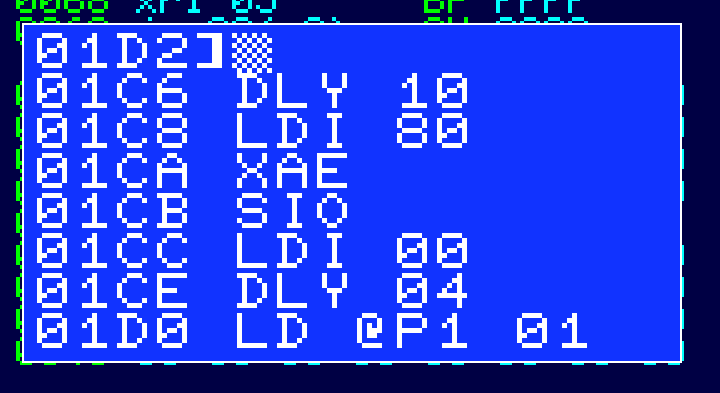 01D2]
01C6 DLY 10
01C8 LDI 80
01CA XAE
01CB SIO
01CC LDI 00
01CE DLY 04
01D0 LD @P1 01